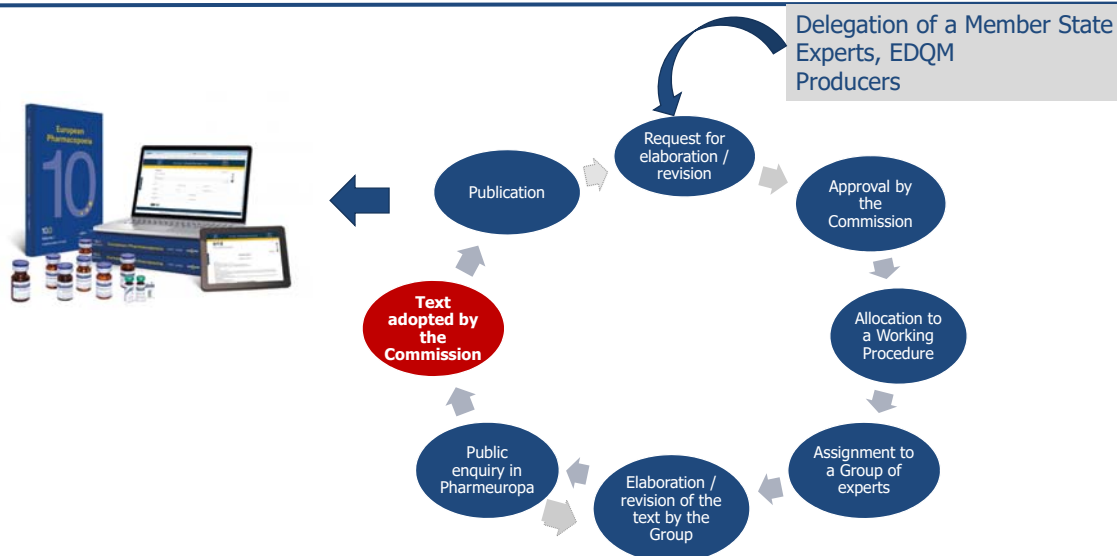 Delegation of a Member State
Experts, EDQM
Producers
European
Pharmacopoeia
10
Request for
elaboration /
revision
Publication
Approval by
the
Commission
Text
adopted by
the
Commission
Allocation to
a Working
Procedure
Public
enquiry in
Pharmeuropa
Elaboration /
revision of the
text by the
Group
Assignment to
a Group of
experts